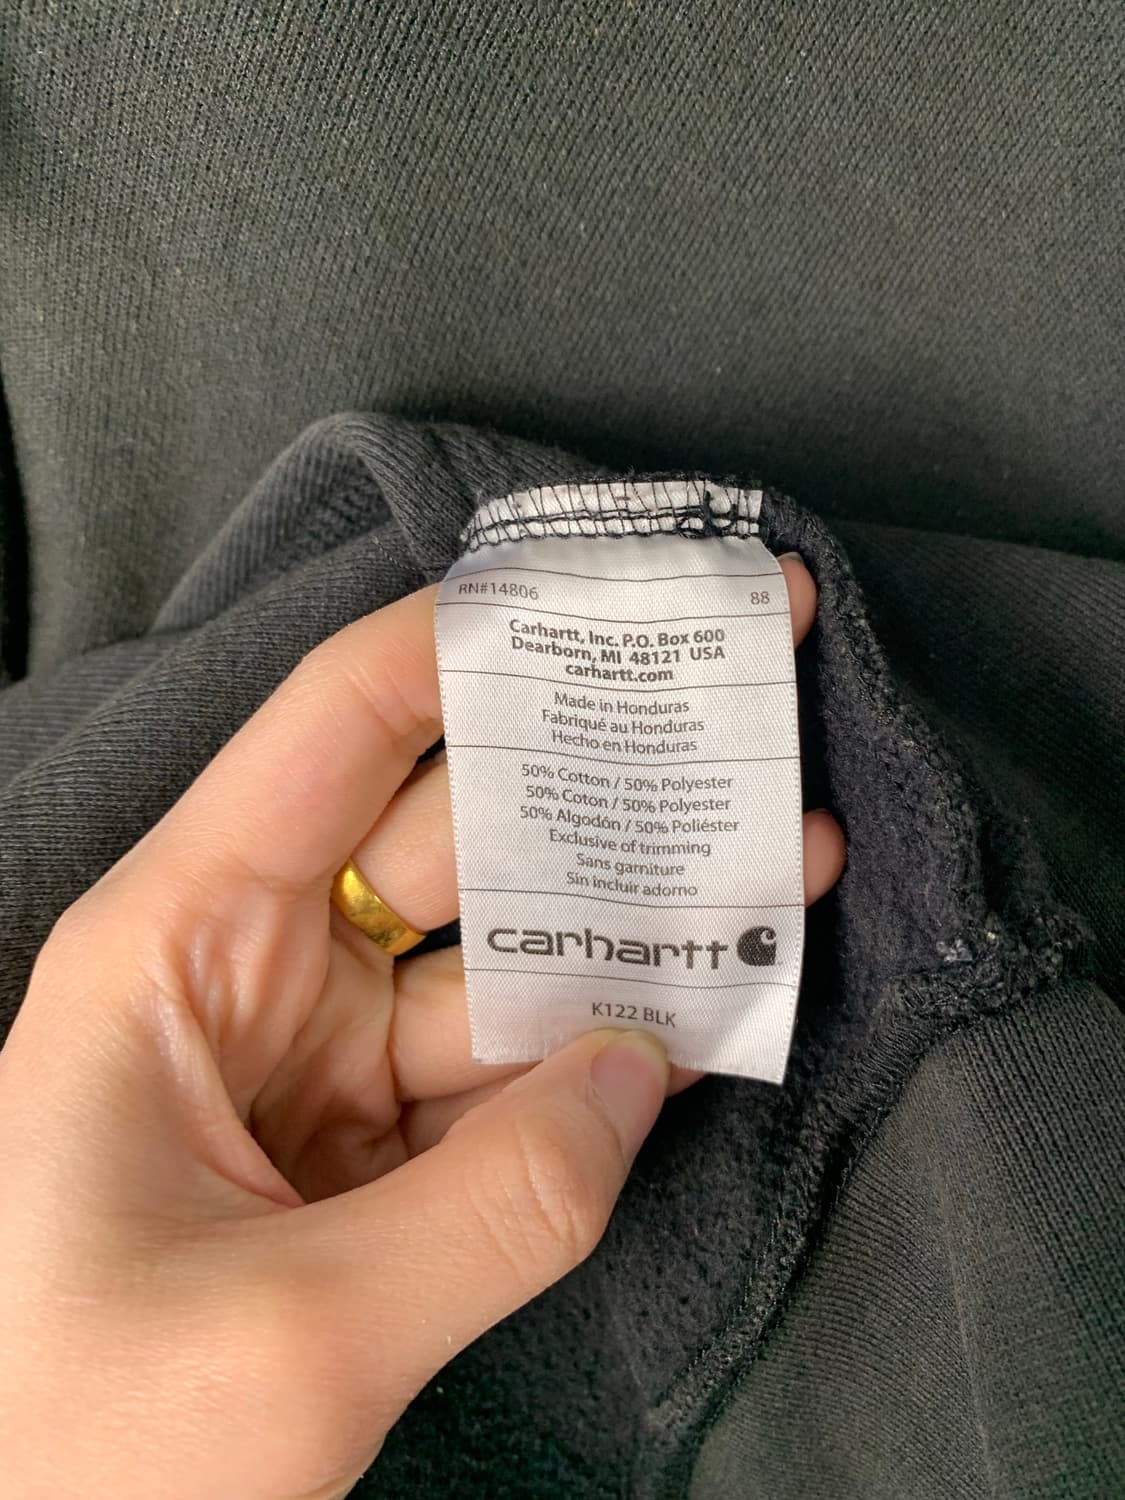 RN#14806 88
Carhartt, Inc. P.O. Box 600
Dearborn, MI 48121 USA
carhartt.com
Made in Honduras
Fabriqué au Honduras
Hecho en Honduras
50% Cotton / 50% Polyester
50% Coton / 50% Polyester
50% Algodón / 50% Poliéster
Exclusive of trimming
Sans garniture
Sin incluir adorno
carhartt
K122 BLK